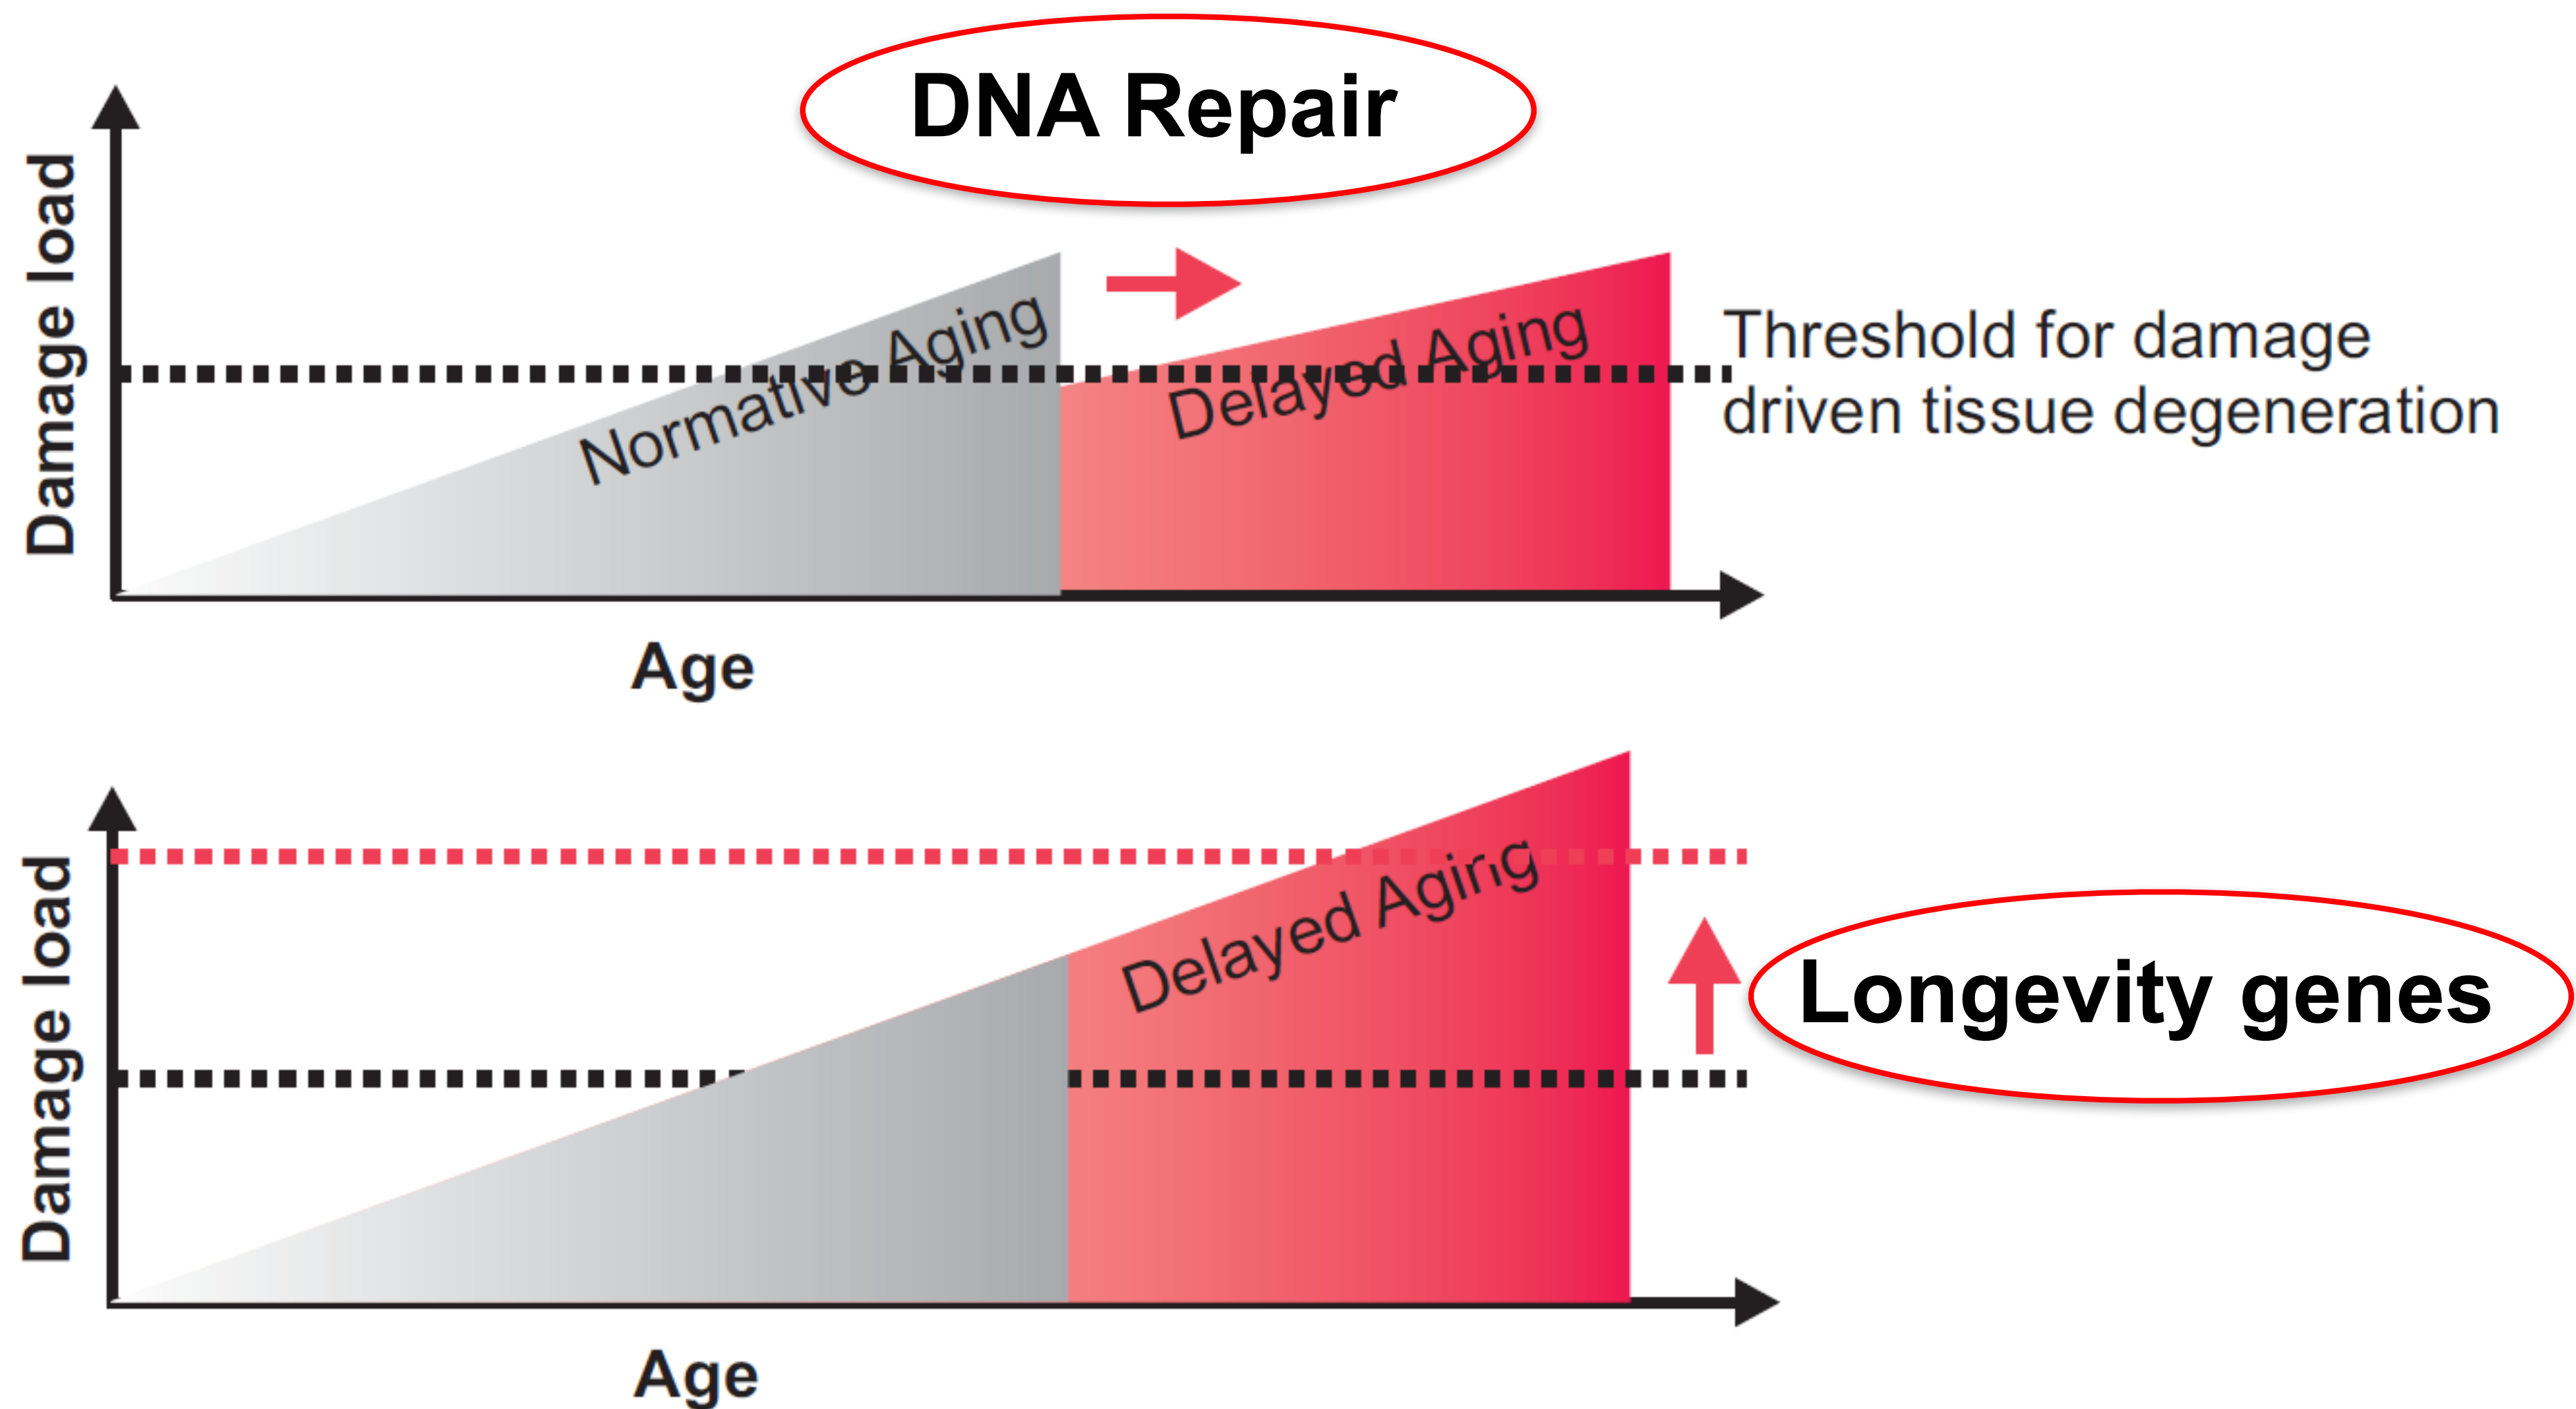 DNA Repair
Damage load
Normative Aging
Delayed Aging
Threshold for damage
driven tissue degeneration
Age
Damage load
Delayed Aging
Longevity genes
Age